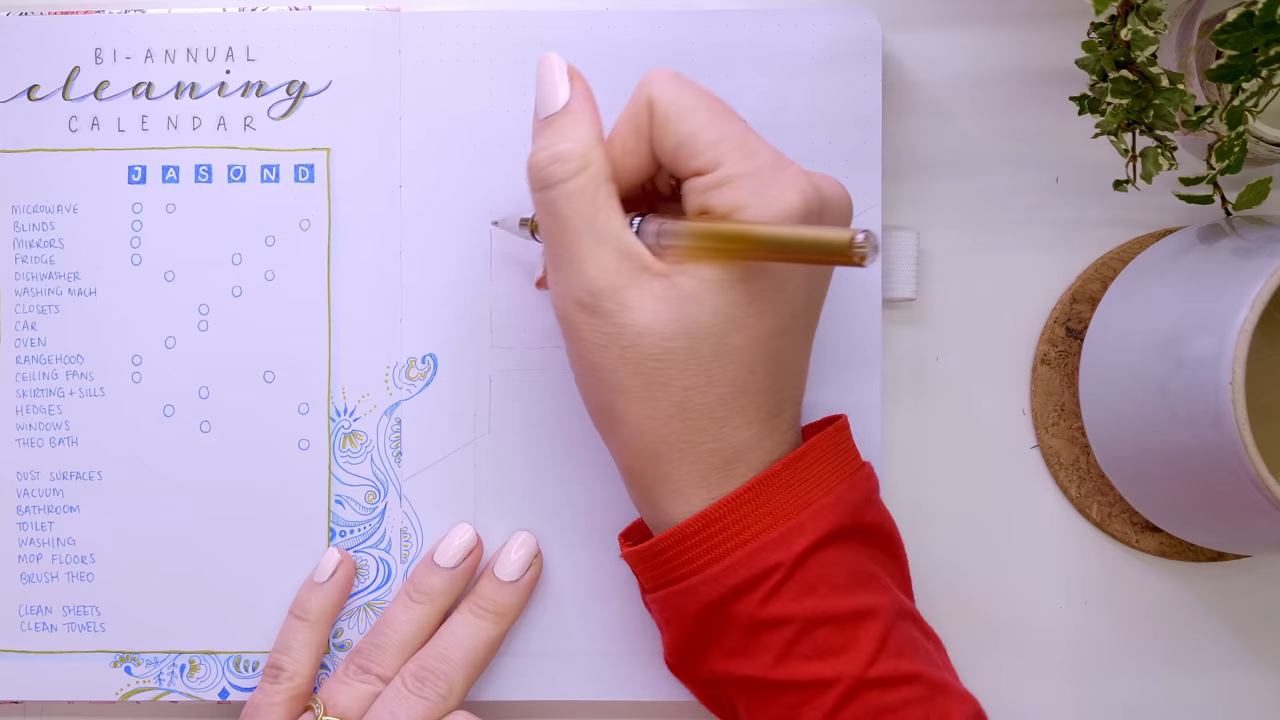 BI-ANNUAL
cleaning
CALENDAR
J A S O N D
MICROWAVE
BLINDS
MIRRORS
FRIDGE
DISHWASHER
WASHING MACH
CLOSETS
CAR
OVEN
RANGEHOOD
CEILING FANS
SKIRTING + SILLS
HEDGES
WINDOWS
THEO BATH
DUST SURFACES
VACUUM
BATHROOM
TOILET
WASHING
MOP FLOORS
BRUSH THEO
CLEAN SHEETS
CLEAN TOWELS